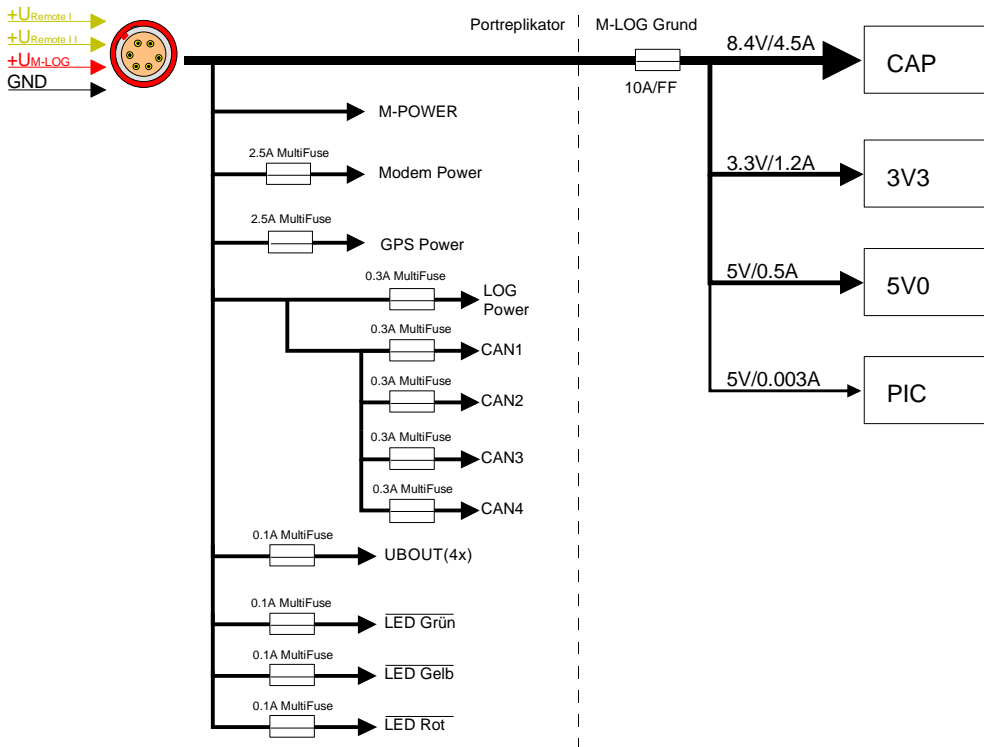 +URemote I
+URemote I I
+UM-LOG
GND
Portreplikator
M-LOG Grund
10A/FF
8.4V/4.5A
CAP
3.3V/1.2A
3V3
5V/0.5A
5V0
5V/0.003A
PIC
M-POWER
2.5A MultiFuse
Modem Power
2.5A MultiFuse
GPS Power
0.3A MultiFuse
LOG
Power
0.3A MultiFuse
CAN1
0.3A MultiFuse
CAN2
0.3A MultiFuse
CAN3
0.3A MultiFuse
CAN4
0.1A MultiFuse
UBOUT(4x)
0.1A MultiFuse
LED Grün
0.1A MultiFuse
LED Gelb
0.1A MultiFuse
LED Rot